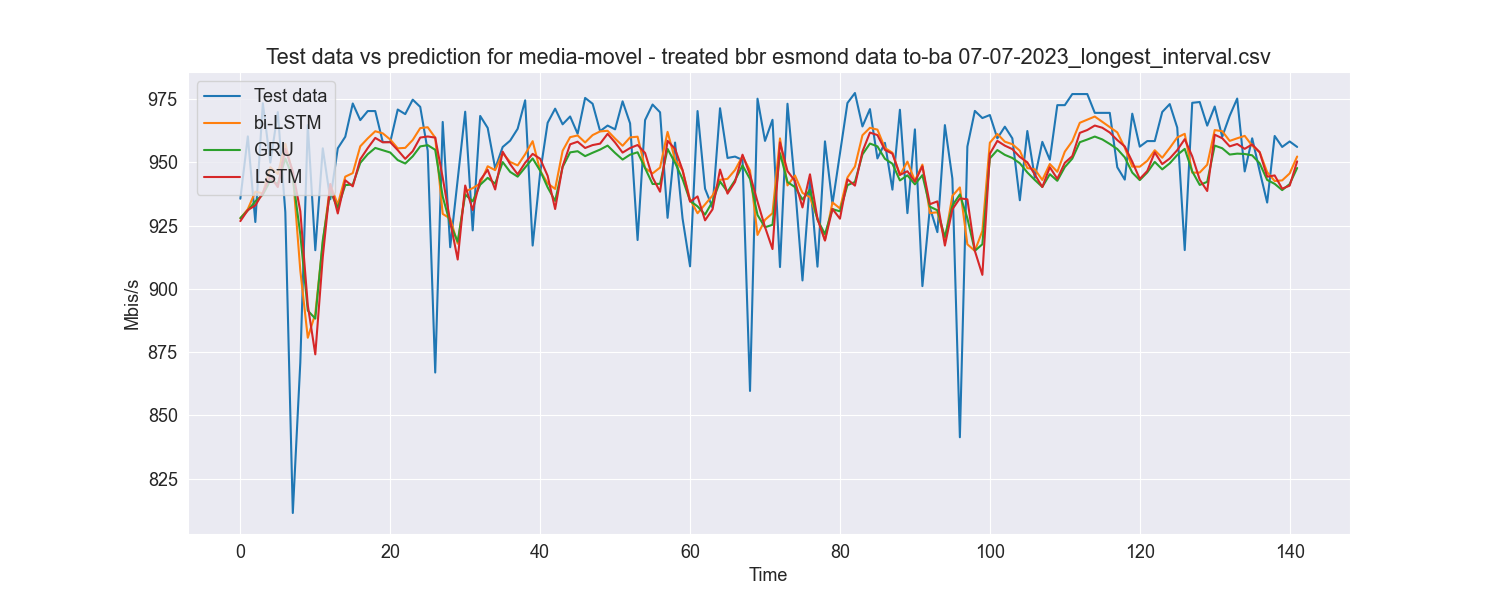 Test data vs prediction for media-movel - treated bbr esmond data to-ba 07-07-2023_longest_interval.csv
Test data
bi-LSTM
GRU
LSTM
975
950
925
900
875
850
825
Mbis/s
0 20 40 60 80 100 120 140
Time